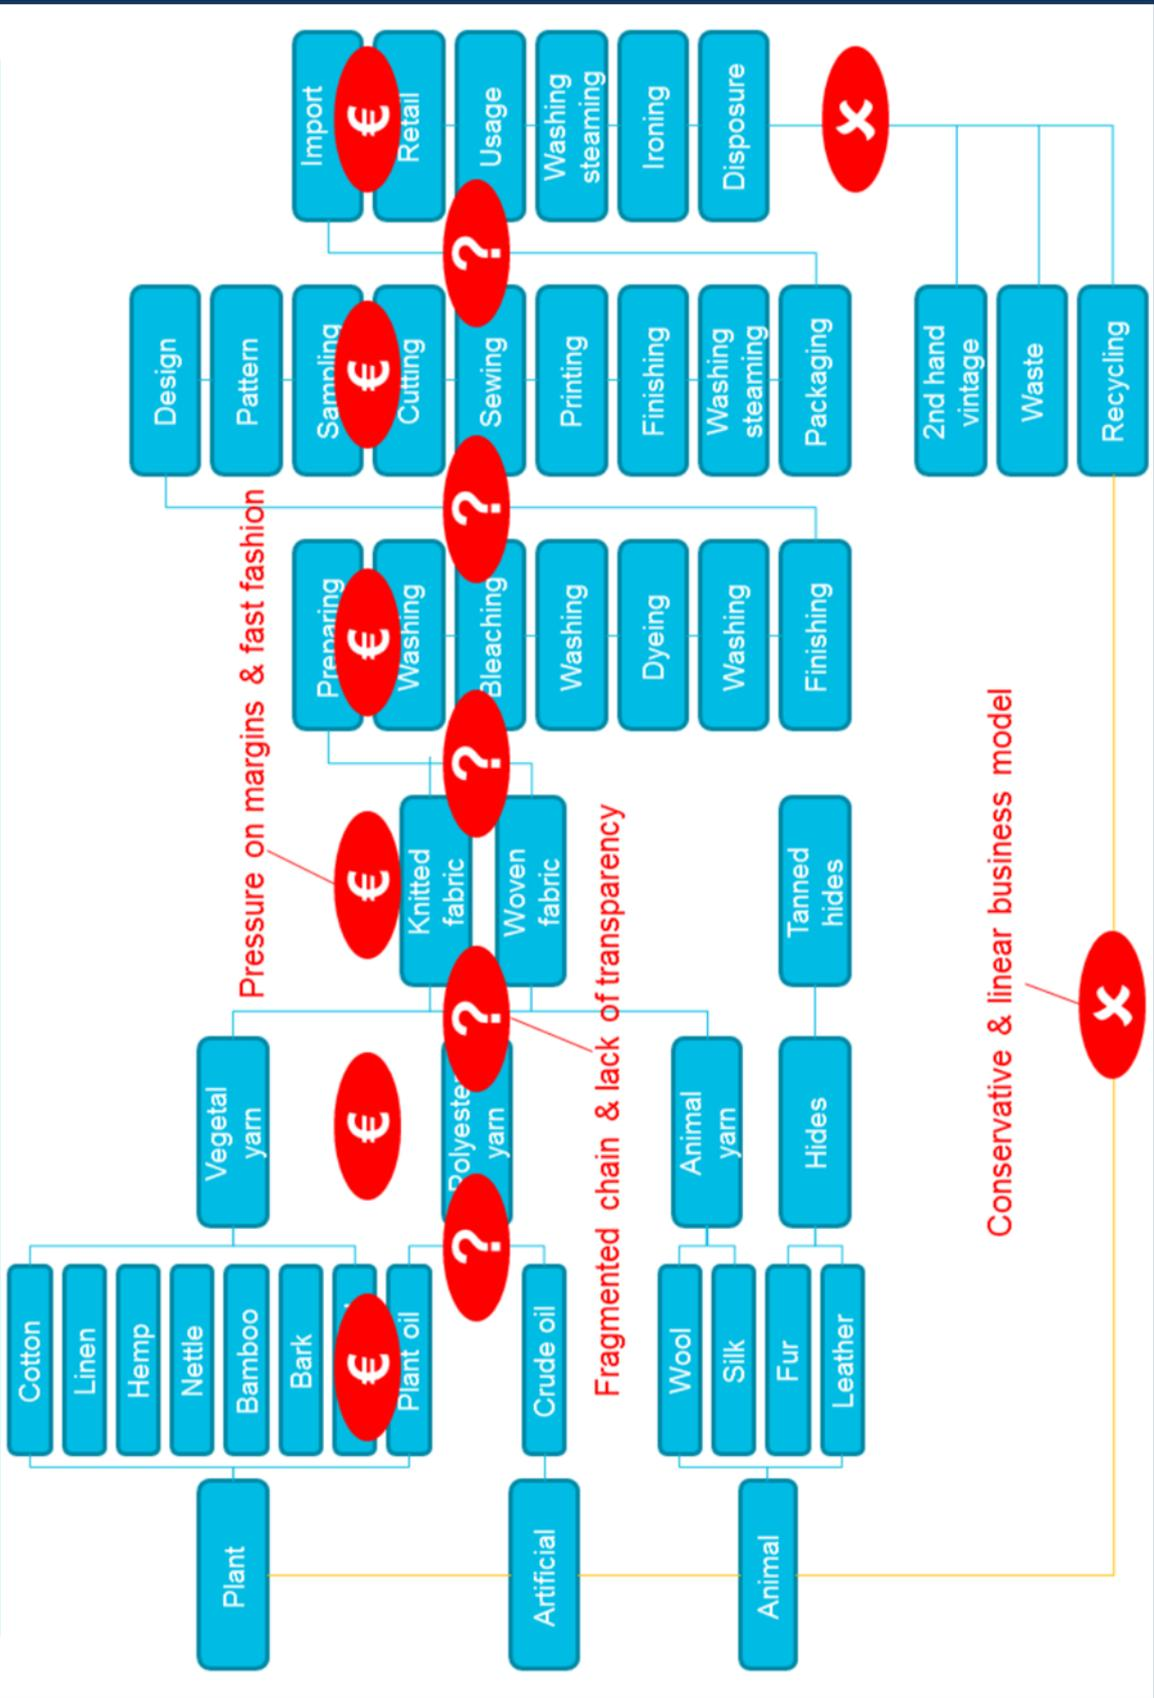 Plant
Artificial
Animal
Cotton
Linen
Hemp
Nettle
Bamboo
Bark
Plant oil
Crude oil
Wool
Silk
Fur
Leather
Vegetal
yarn
Polyester
yarn
Animal
yarn
Hides
Knitted
fabric
Woven
fabric
Tanned
hides
Preparing
Washing
Bleaching
Washing
Dyeing
Washing
Finishing
Design
Pattern
Sampling
Cutting
Sewing
Printing
Finishing
Washing
steaming
Packaging
Import
Retail
Usage
Washing
steaming
Ironing
Disposure
2nd hand
vintage
Waste
Recycling
Pressure on margins & fast fashion
Fragmented chain & lack of transparency
Conservative & linear business model
€
€
€
€
€
€
?
?
?
?
?